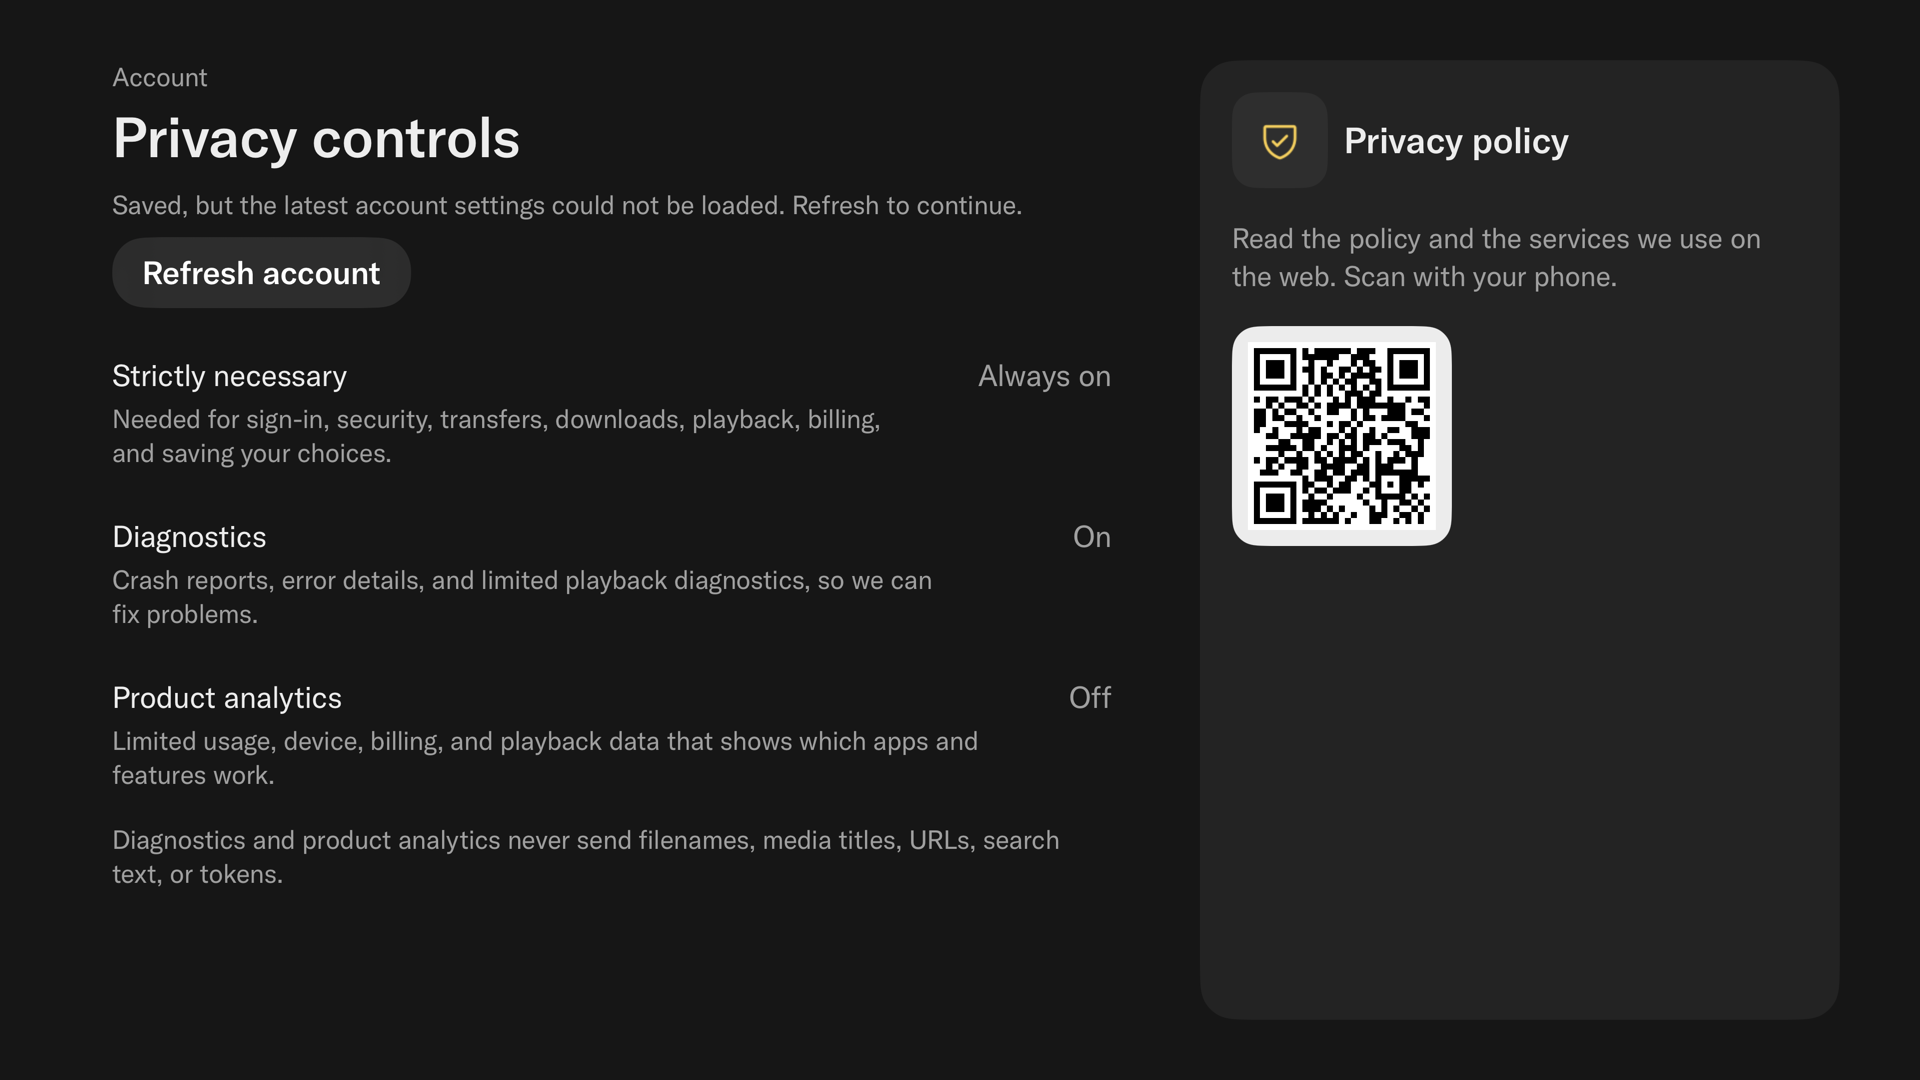 Account
Privacy controls
Saved, but the latest account settings could not be loaded. Refresh to continue.
Refresh account
Strictly necessary
Always on
Needed for sign-in, security, transfers, downloads, playback, billing,
and saving your choices.
Diagnostics
On
Crash reports, error details, and limited playback diagnostics, so we can
fix problems.
Product analytics
Off
Limited usage, device, billing, and playback data that shows which apps and
features work.
Diagnostics and product analytics never send filenames, media titles, URLs, search
text, or tokens.
Privacy policy
Read the policy and the services we use on
the web. Scan with your phone.